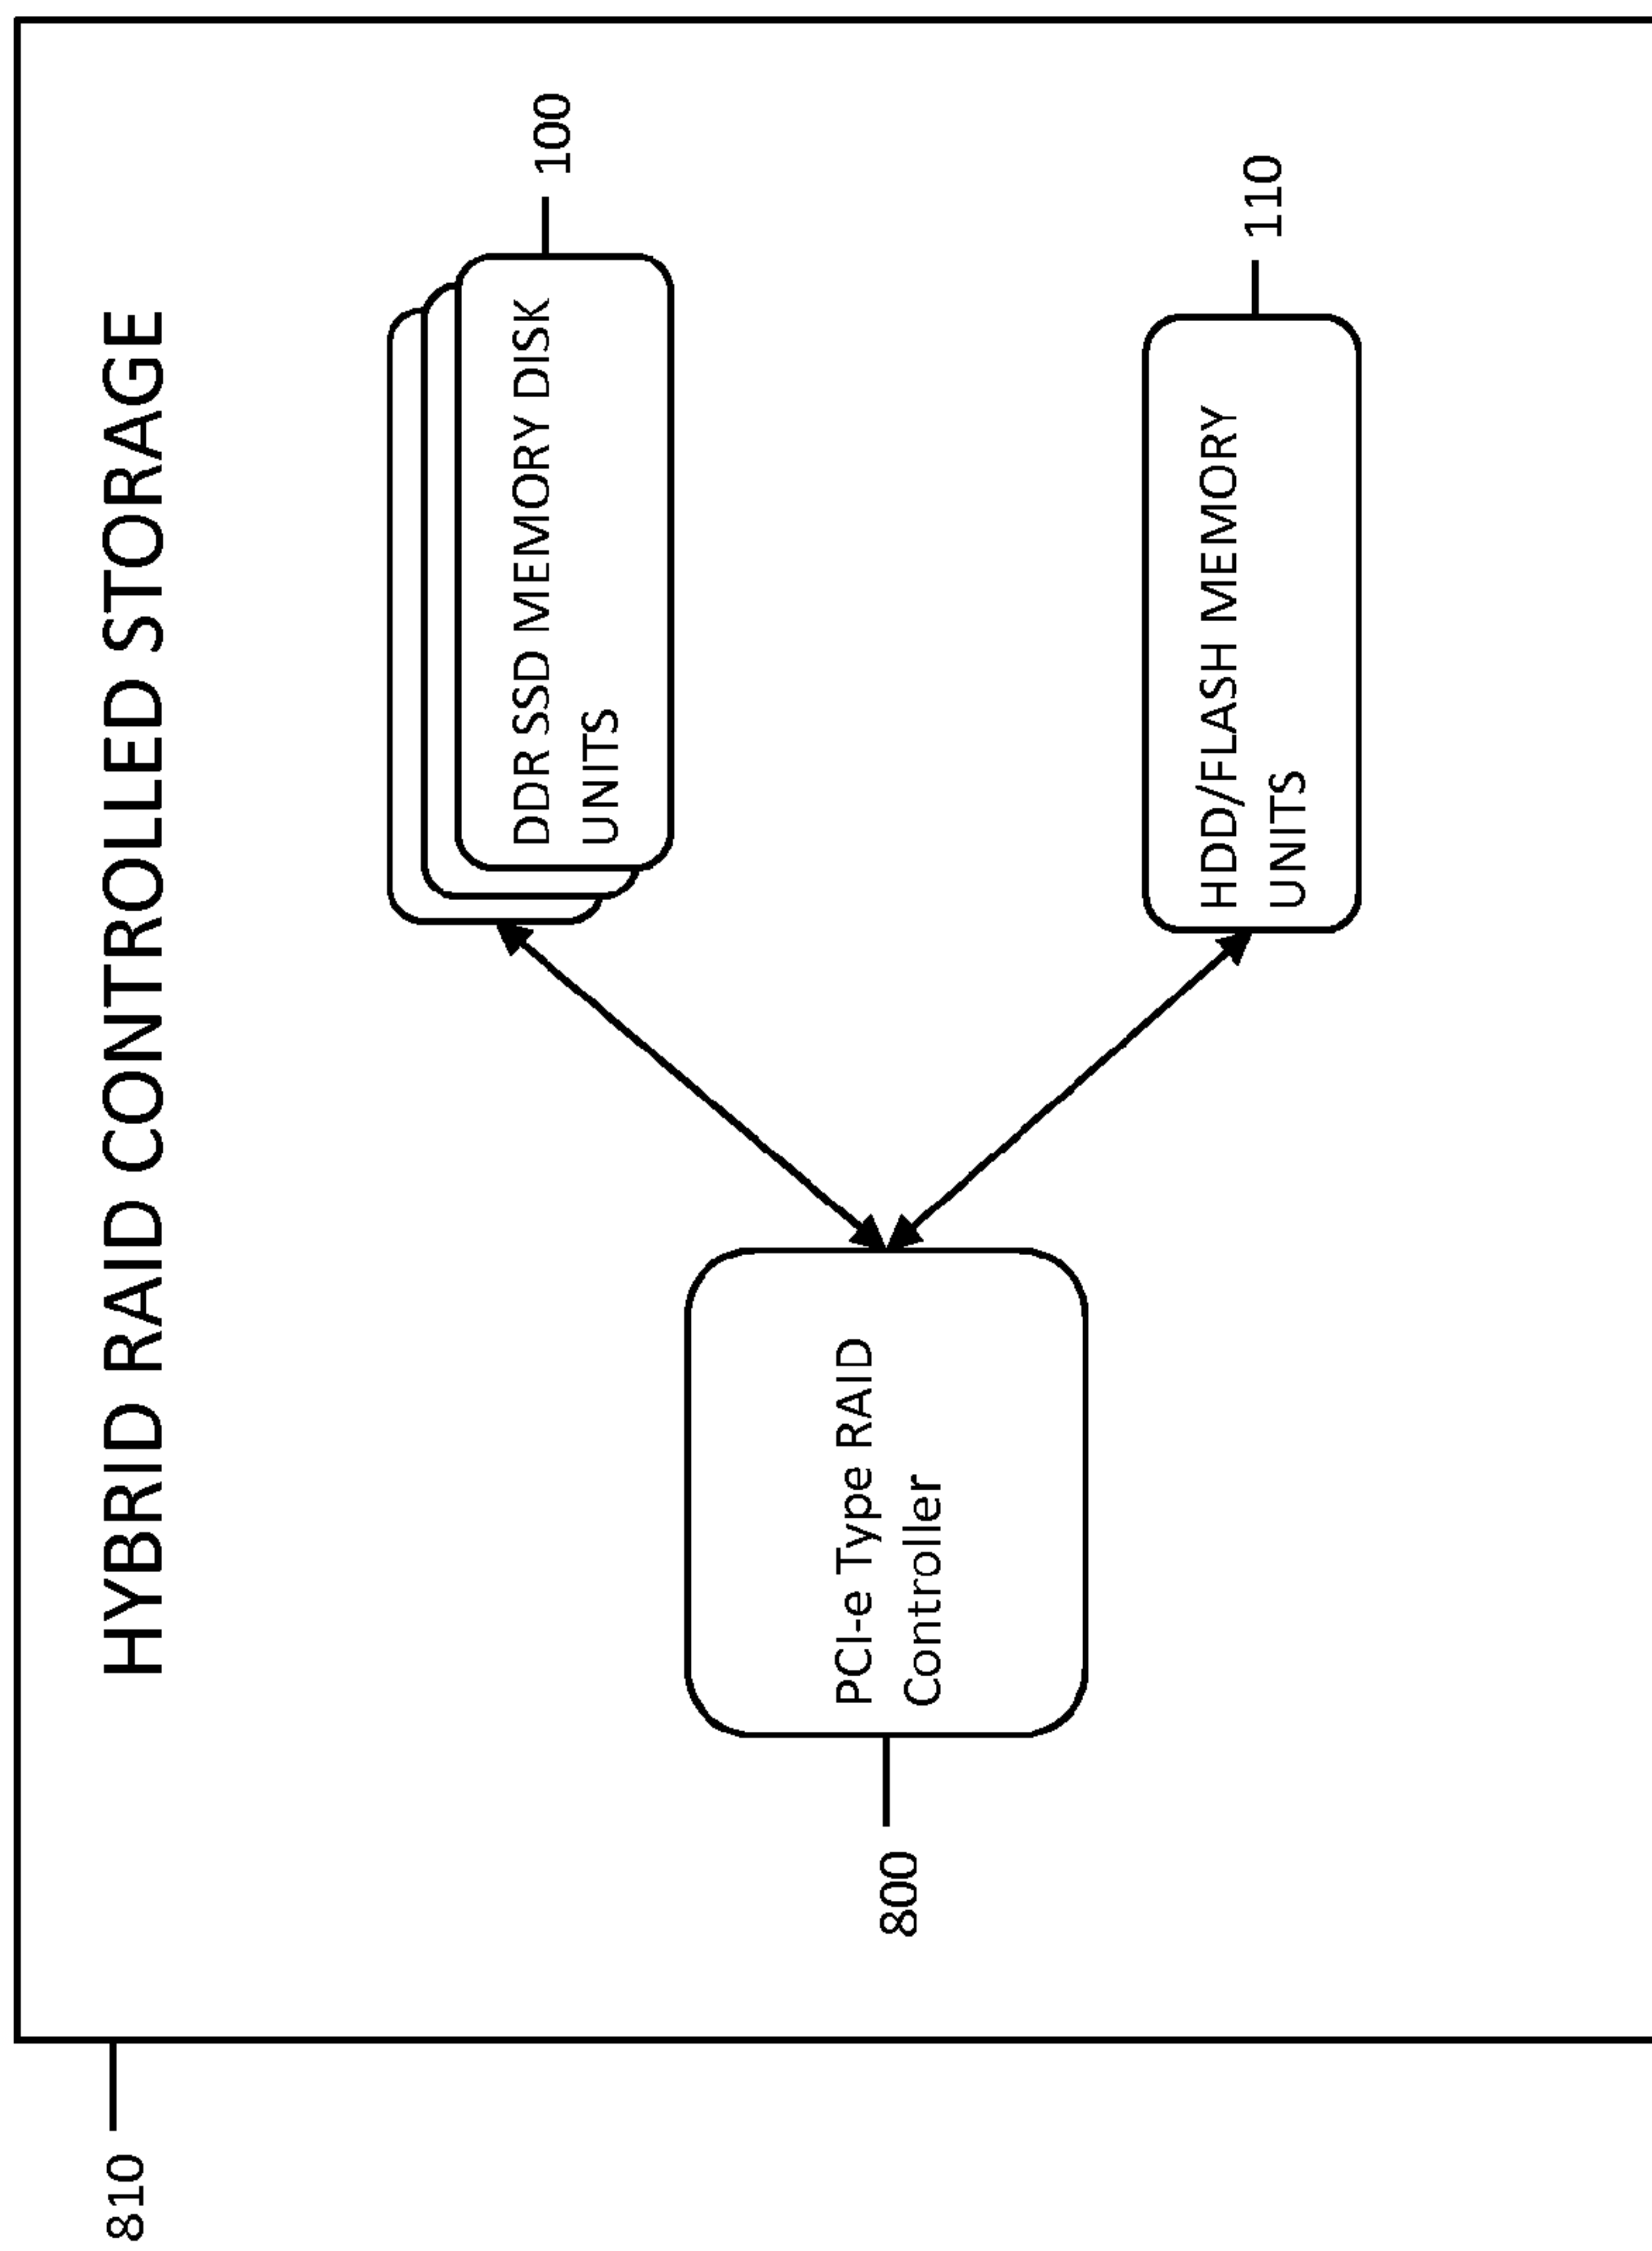 HYBRID RAID CONTROLLED STORAGE
810
DDR SSD MEMORY DISK
UNITS
100
PCI-e Type RAID
Controller
800
HDD/FLASH MEMORY
UNITS
110